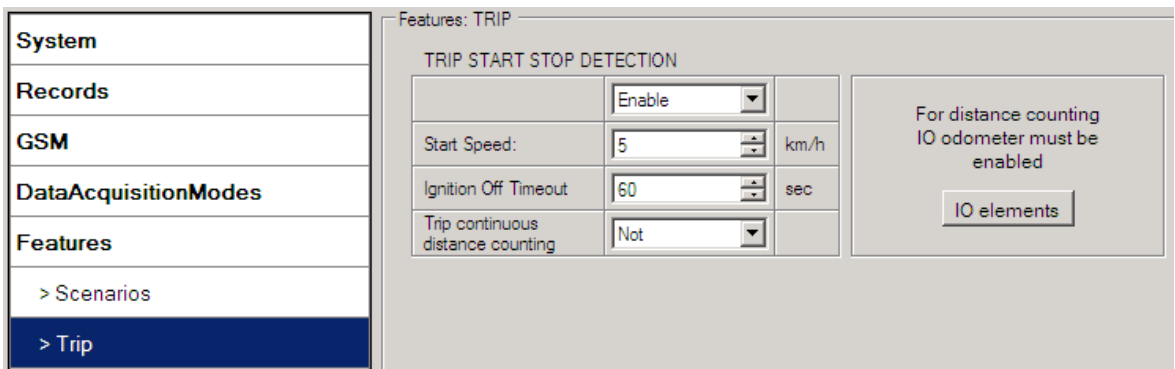 System
Records
GSM
DataAcquisitionModes
Features
> Scenarios
> Trip
Features: TRIP
TRIP START STOP DETECTION
Enable
Start Speed:
5
km/h
Ignition Off Timeout
60
sec
Trip continuous
distance counting
Not
For distance counting
IO odometer must be
enabled
IO elements